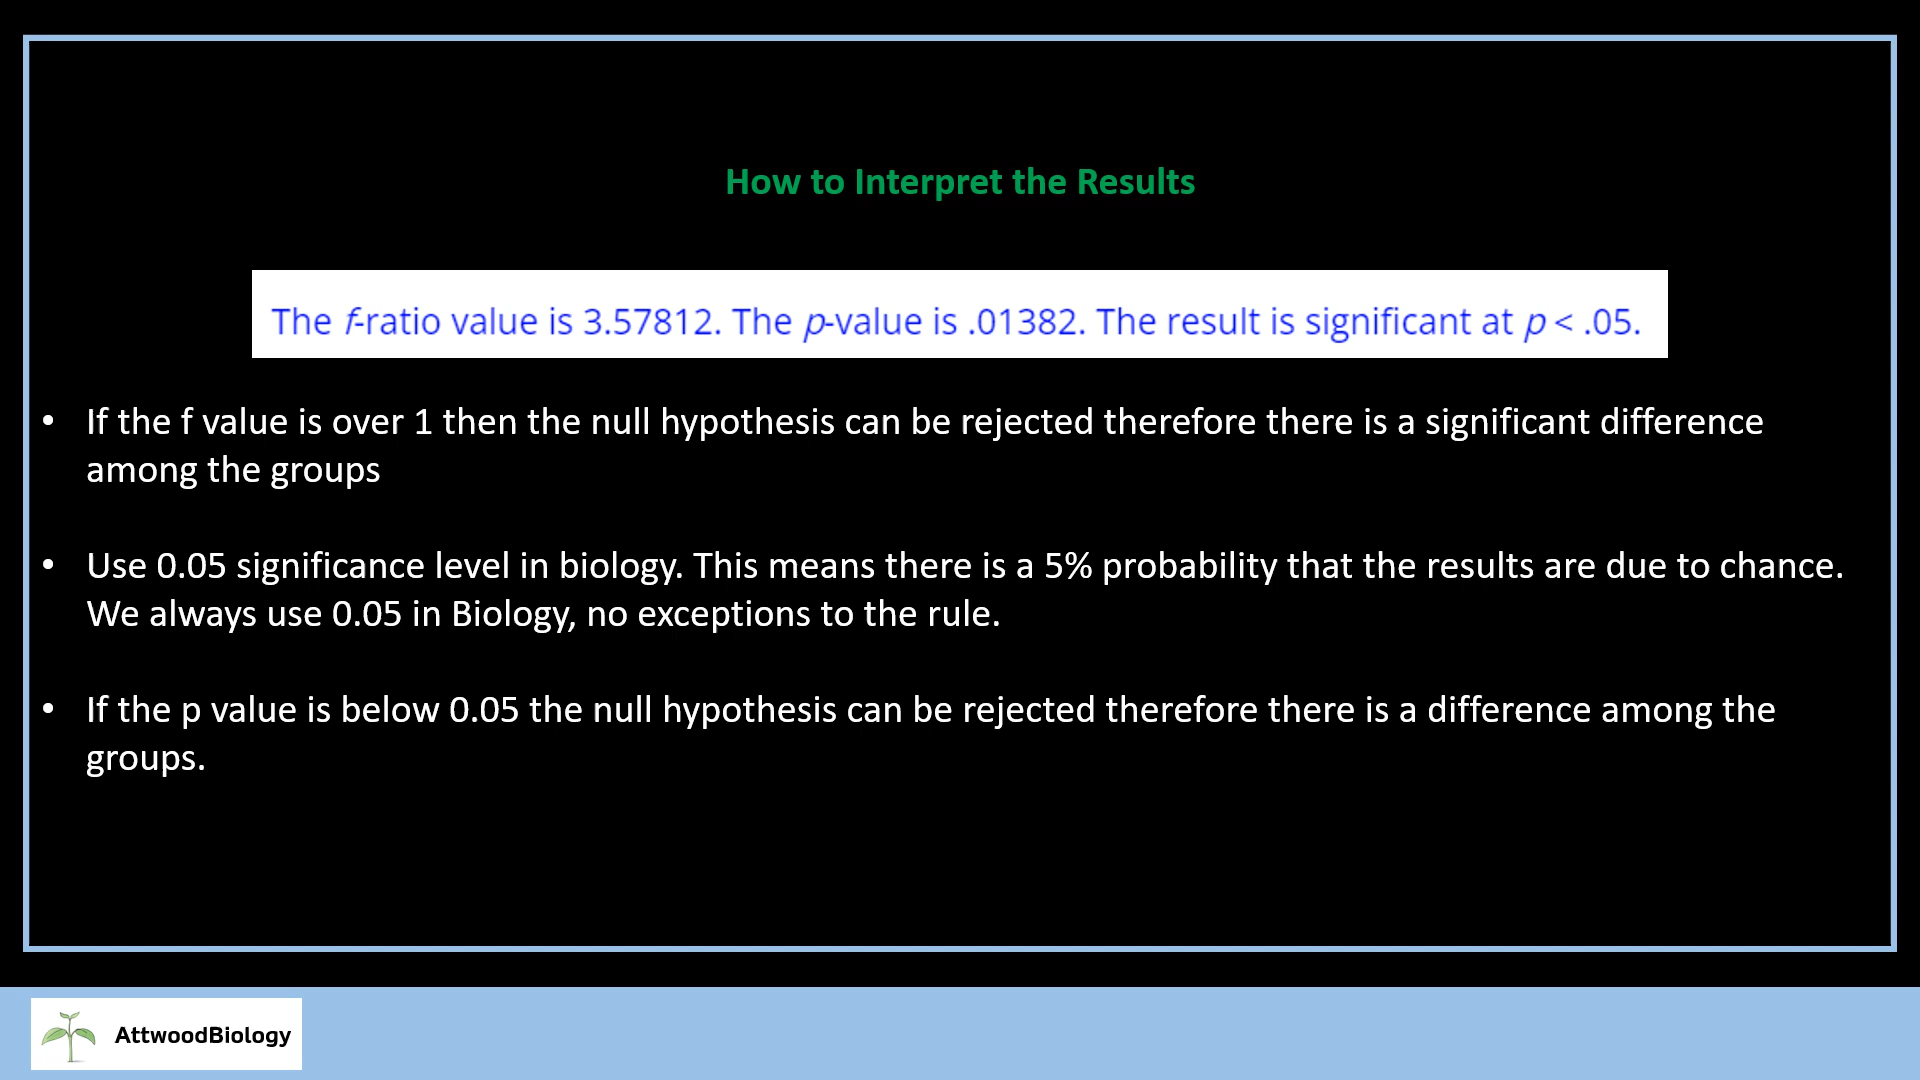 How to Interpret the Results
The f-ratio value is 3.57812. The p-value is .01382. The result is significant at p < .05.
• If the f value is over 1 then the null hypothesis can be rejected therefore there is a significant difference
among the groups
• Use 0.05 significance level in biology. This means there is a 5% probability that the results are due to chance.
We always use 0.05 in Biology, no exceptions to the rule.
• If the p value is below 0.05 the null hypothesis can be rejected therefore there is a difference among the
groups.
AttwoodBiology